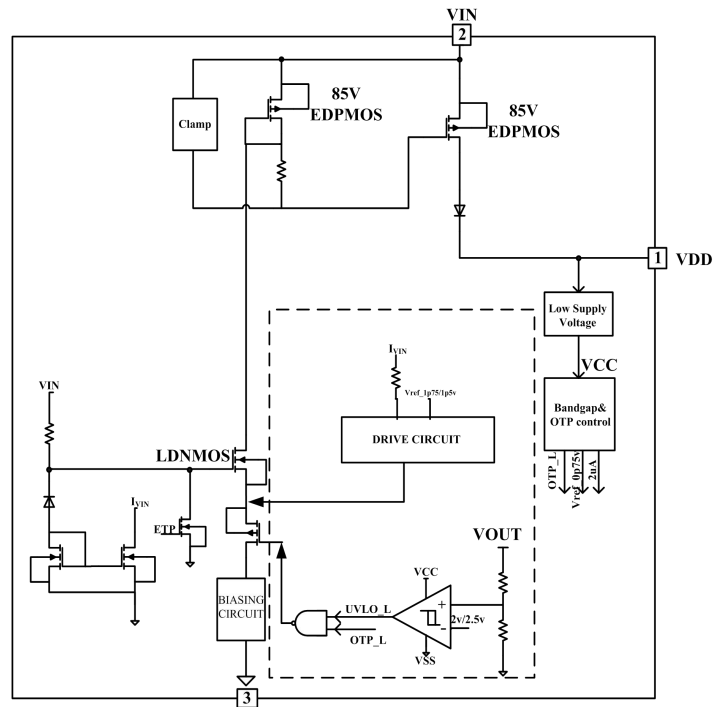 VIN
2
85V
EDPMOS
85V
EDPMOS
Clamp
1
VDD
Low Supply
Voltage
VCC
Bandgap&
OTP control
OTP_L
Vref_0p75v
2uA
IVIN
Vref_1p75/1p5v
DRIVE CIRCUIT
VIN
LDNMOS
IVIN
ETP
VOUT
VCC
+
-
2v/2.5v
VSS
UVLO_L
OTP_L
BIASING
CIRCUIT
3